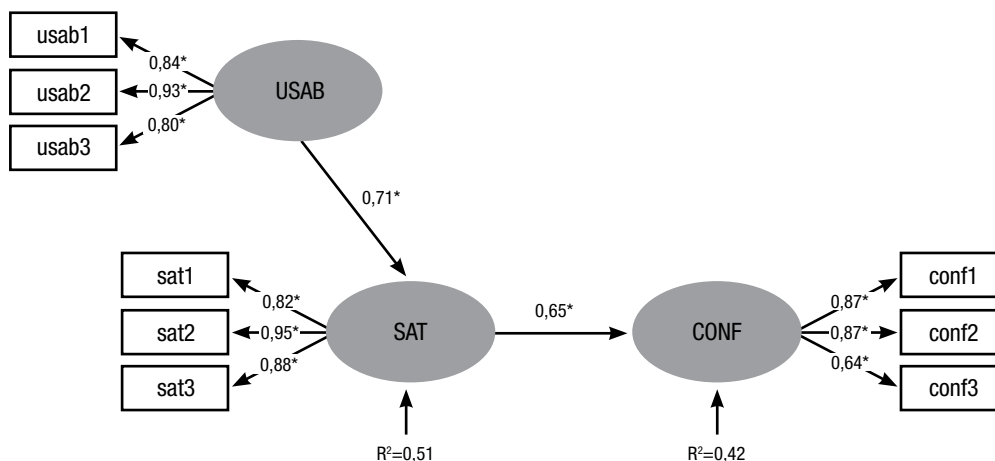 usab1
0,84*
usab2
0,93*
USAB
usab3
0,80*
0,71*
sat1
0,82*
sat2
0,95*
SAT
sat3
0,88*
0,65*
CONF
conf1
0,87*
conf2
0,87*
conf3
0,64*
R²=0,51
R²=0,42